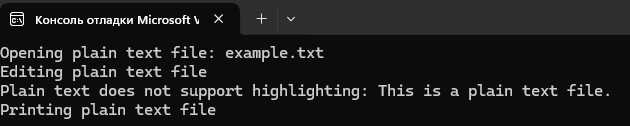 Консоль отладки Microsoft V
Opening plain text file: example.txt
Editing plain text file
Plain text does not support highlighting: This is a plain text file.
Printing plain text file